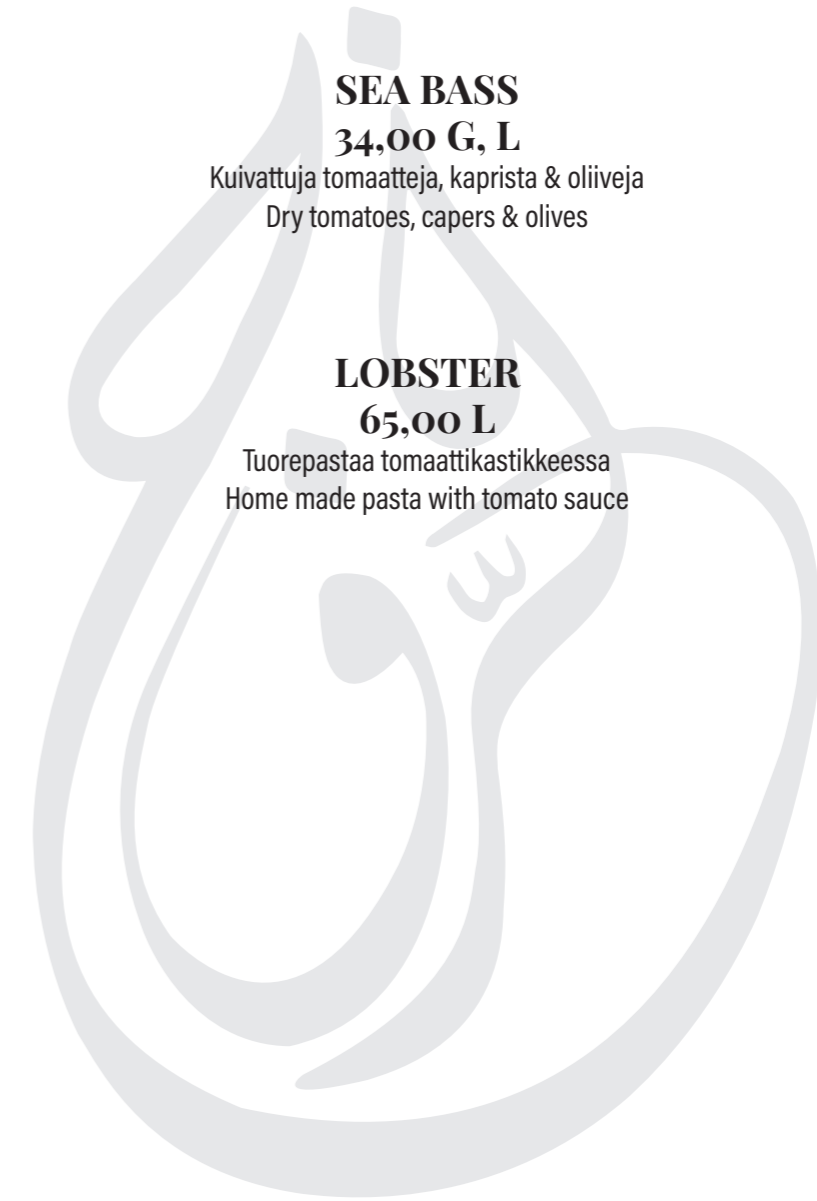 SEA BASS
34,00 G, L
Kuivattuja tomaatteja, kaprista & oliiveja
Dry tomatoes, capers & olives
LOBSTER
65,00 L
Tuorepastaa tomaattikastikkeessa
Home made pasta with tomato sauce